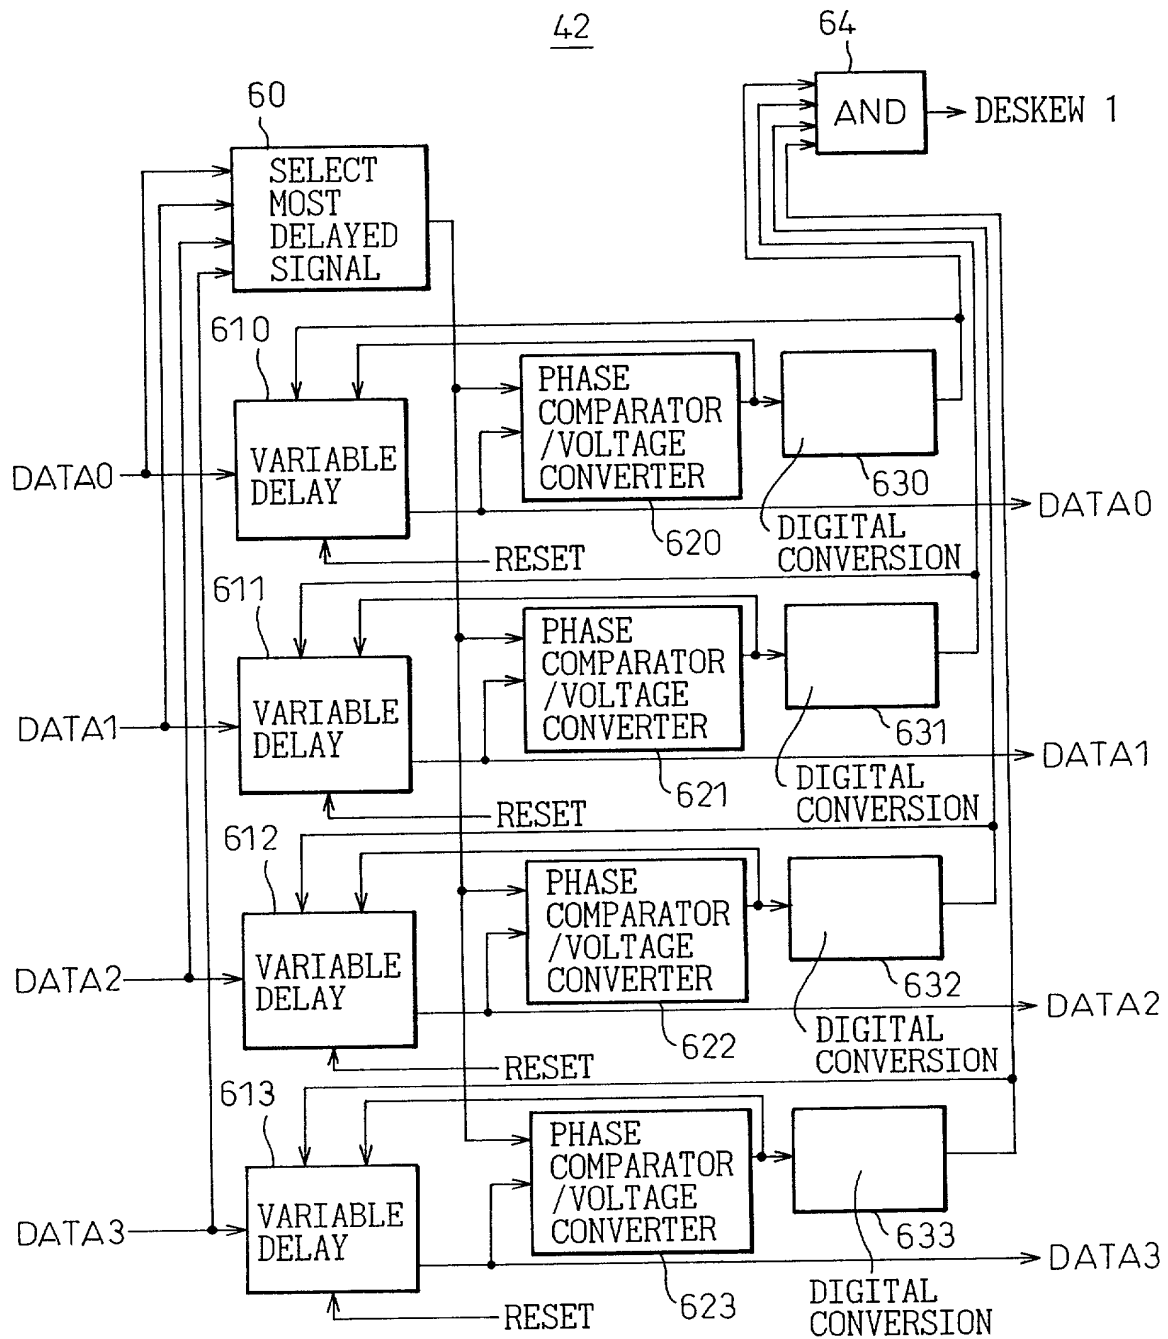 42
64
AND
DESKEW 1
60
SELECT
MOST
DELAYED
SIGNAL
610
VARIABLE
DELAY
DATA0
RESET
PHASE
COMPARATOR
/VOLTAGE
CONVERTER
620
630
DIGITAL
CONVERSION
DATA0
611
VARIABLE
DELAY
DATA1
RESET
PHASE
COMPARATOR
/VOLTAGE
CONVERTER
621
631
DIGITAL
CONVERSION
DATA1
612
VARIABLE
DELAY
DATA2
RESET
PHASE
COMPARATOR
/VOLTAGE
CONVERTER
622
632
DIGITAL
CONVERSION
DATA2
613
VARIABLE
DELAY
DATA3
RESET
PHASE
COMPARATOR
/VOLTAGE
CONVERTER
623
633
DIGITAL
CONVERSION
DATA3